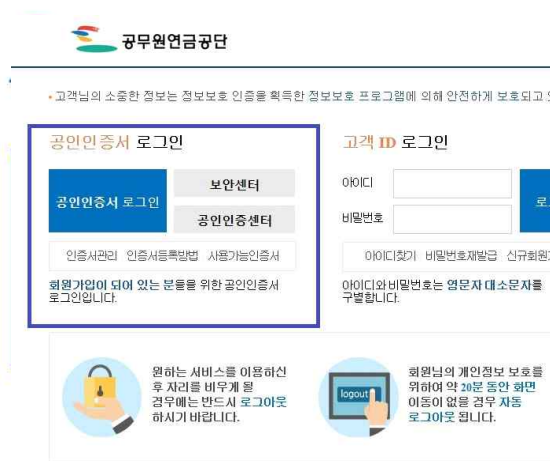 공무원연금공단
• 고객님의 소중한 정보는 정보보호 인증을 획득한 정보보호 프로그램에 의해 안전하게 보호되고
공인인증서 로그인
공인인증서 로그인
보안센터
공인인증센터
인증서관리 인증서등록방법 사용가능인증서
회원가입이 되어 있는 분들을 위한 공인인증서
로그인입니다.
고객 ID 로그인
아이디
비밀번호
로
아이디찾기 비밀번호재발급 신규회원
아이디와 비밀번호는 영문자 대소문자를
구별합니다.
원하는 서비스를 이용하신
후 자리를 비우게 될
경우에는 반드시 로그아웃
하시기 바랍니다.
logout
회원님의 개인정보 보호를
위하여 약 20분 동안 화면
이동이 없을 경우 자동
로그아웃 됩니다.